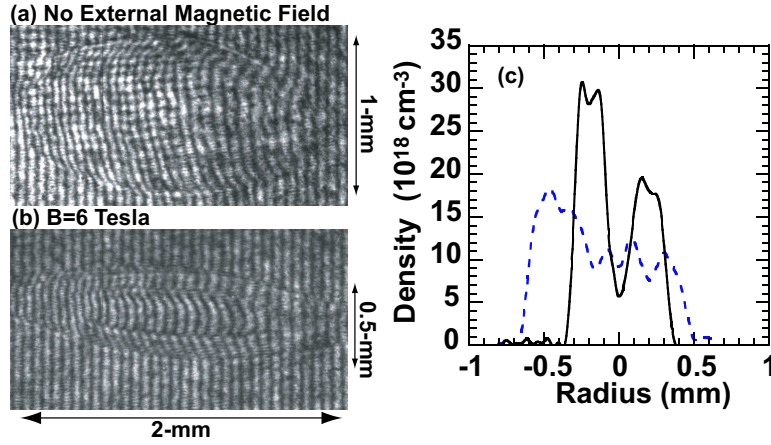 (a) No External Magnetic Field
1-mm
(b) B=6 Tesla
0.5-mm
2-mm
(c)
Density (10¹⁸ cm⁻³)
35
30
25
20
15
10
5
0
-1 -0.5 0 0.5 1
Radius (mm)